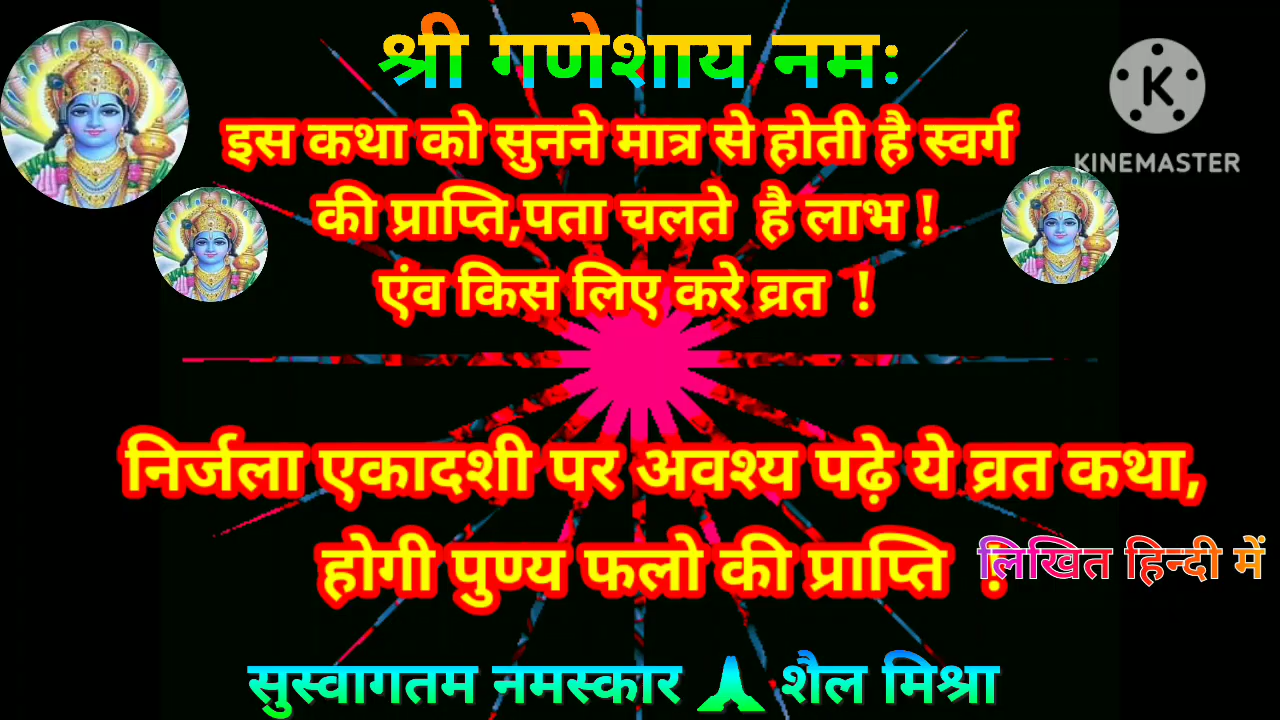 श्री गणेशाय नमः
KINEMASTER
इस कथा को सुनने मात्र से होती है स्वर्ग
की प्राप्ति,पता चलते है लाभ !
एंव किस लिए करे व्रत !
निर्जला एकादशी पर अवश्य पढ़े ये व्रत कथा,
होगी पुण्य फलो की प्राप्ति
लिखित हिन्दी में
सुस्वागतम नमस्कार 🙏 शैल मिश्रा